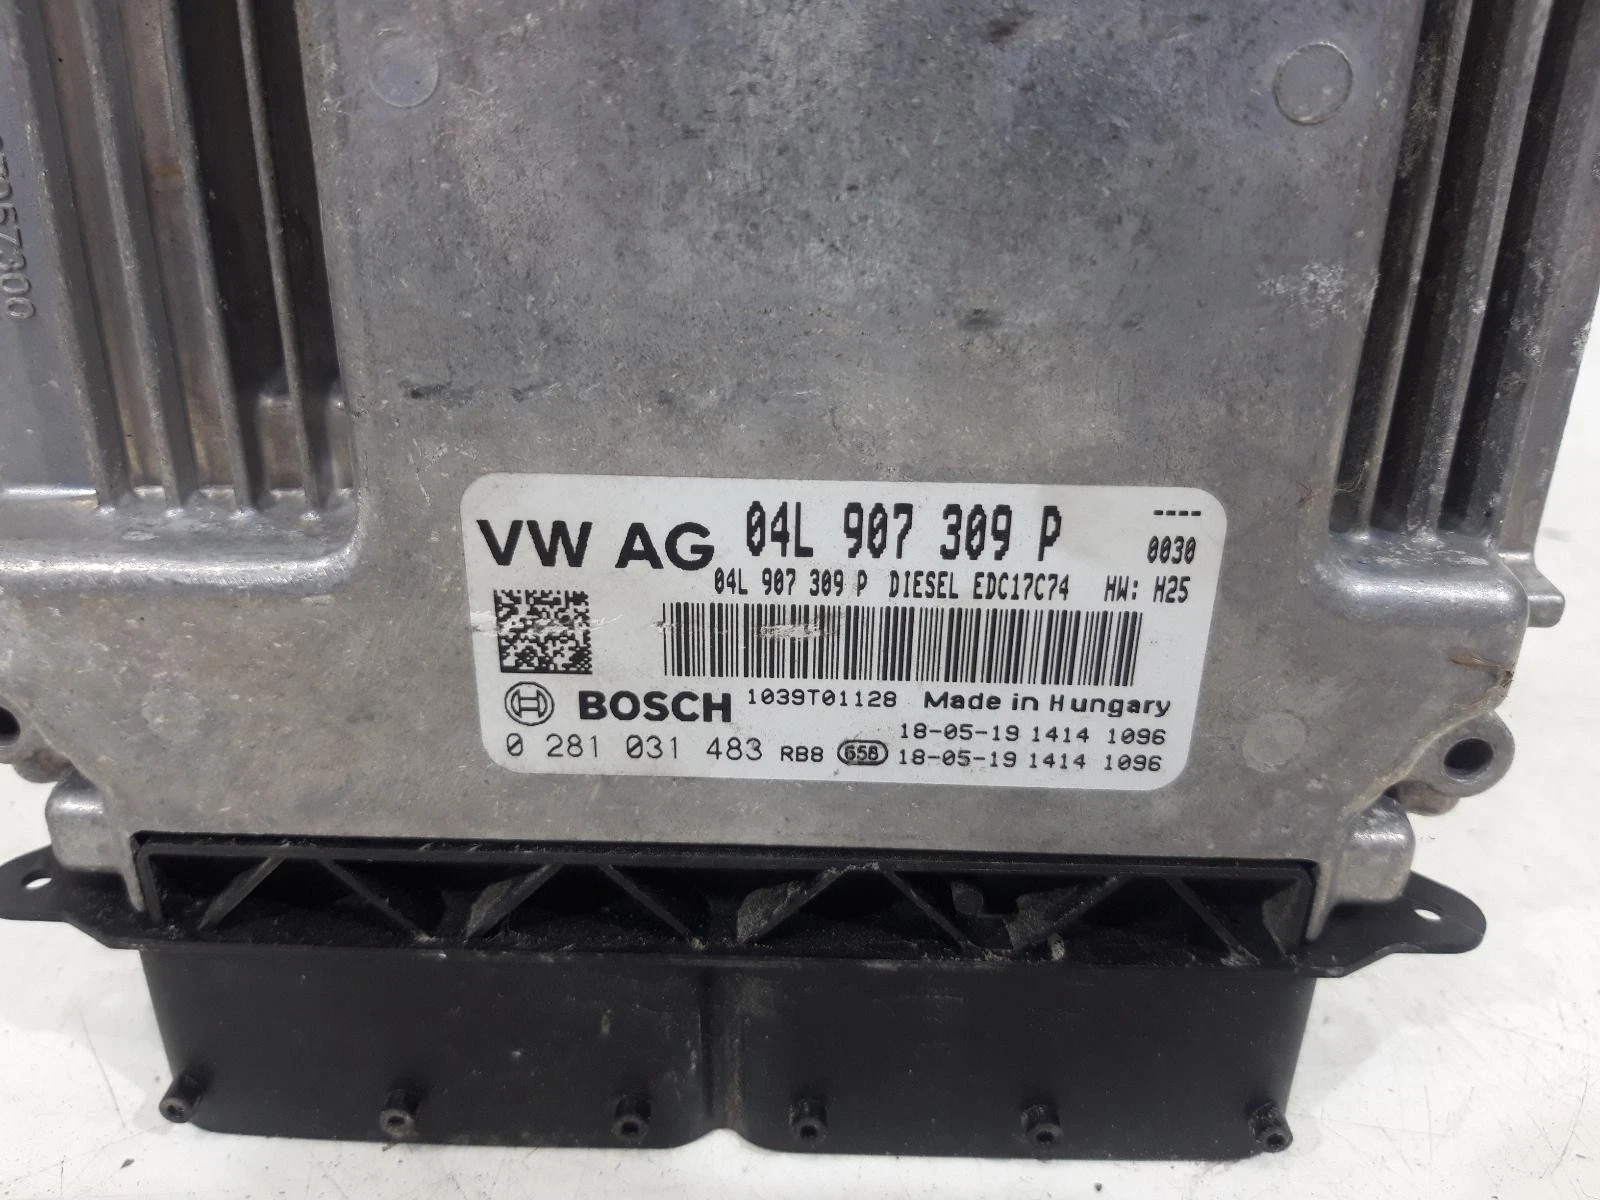 VW AG 04L 907 309 P ----
0030
04L 907 309 P DIESEL EDC17C74 HW: H25
BOSCH 1039T01128 Made in Hungary
18-05-19 1414 1096
0 281 031 483 RB8 658 18-05-19 1414 1096